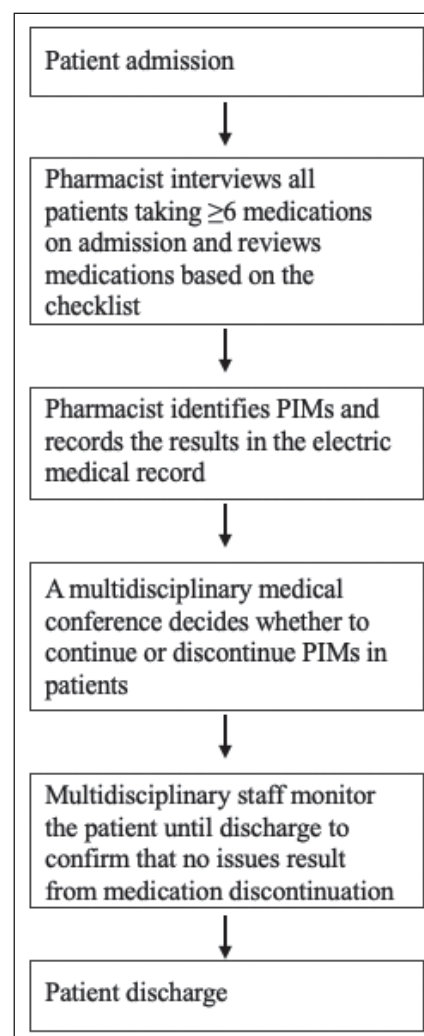 Patient admission
Pharmacist interviews all
patients taking ≥6 medications
on admission and reviews
medications based on the
checklist
Pharmacist identifies PIMs and
records the results in the electric
medical record
A multidisciplinary medical
conference decides whether to
continue or discontinue PIMs in
patients
Multidisciplinary staff monitor
the patient until discharge to
confirm that no issues result
from medication discontinuation
Patient discharge